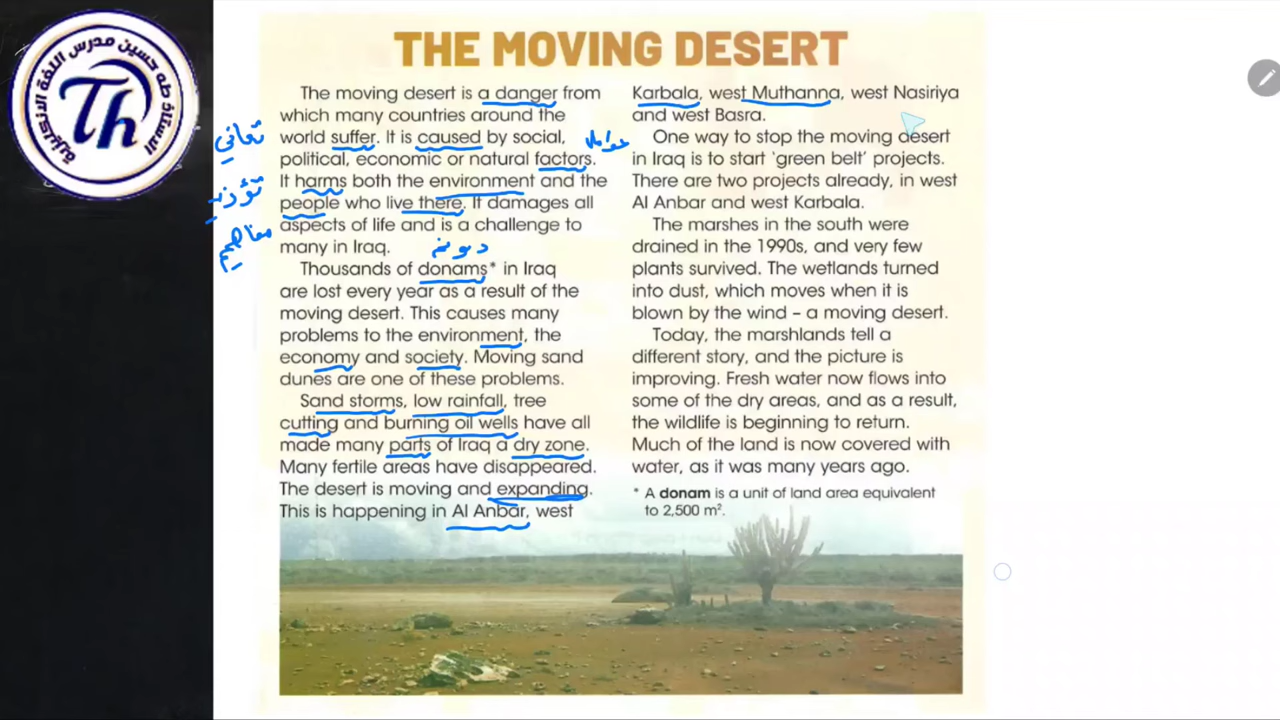 الاستاذ طه حسين مدرس اللغة الانكليزية
Th
THE MOVING DESERT
The moving desert is a danger from
which many countries around the
world suffer. It is caused by social,
تعاني
عوامل
political, economic or natural factors.
It harms both the environment and the
تؤذي
people who live there. It damages all
aspects of life and is a challenge to
مفاهيم
many in Iraq.
دونم
Thousands of donams* in Iraq
are lost every year as a result of the
moving desert. This causes many
problems to the environment, the
economy and society. Moving sand
dunes are one of these problems.
Sand storms, low rainfall, tree
cutting and burning oil wells have all
made many parts of Iraq a dry zone.
Many fertile areas have disappeared.
The desert is moving and expanding.
This is happening in Al Anbar, west
Karbala, west Muthanna, west Nasiriya
and west Basra.
One way to stop the moving desert
in Iraq is to start ‘green belt’ projects.
There are two projects already, in west
Al Anbar and west Karbala.
The marshes in the south were
drained in the 1990s, and very few
plants survived. The wetlands turned
into dust, which moves when it is
blown by the wind – a moving desert.
Today, the marshlands tell a
different story, and the picture is
improving. Fresh water now flows into
some of the dry areas, and as a result,
the wildlife is beginning to return.
Much of the land is now covered with
water, as it was many years ago.
* A donam is a unit of land area equivalent
to 2,500 m².